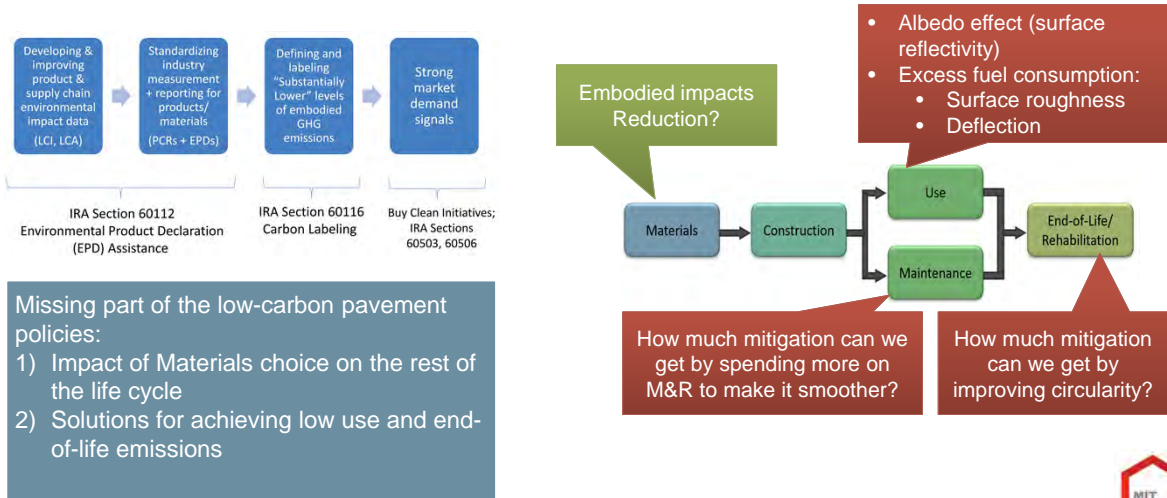 Developing &
improving
product &
supply chain
environmental
impact data
(LCI, LCA)
Standardizing
industry
measurement
+ reporting for
products/
materials
(PCRs + EPDs)
Defining and
labeling
"Substantially
Lower" levels
of embodied
GHG
emissions
Strong
market
demand
signals
IRA Section 60112
Environmental Product Declaration
(EPD) Assistance
IRA Section 60116
Carbon Labeling
Buy Clean Initiatives;
IRA Sections
60503, 60506
Missing part of the low-carbon pavement
policies:
1) Impact of Materials choice on the rest of
the life cycle
2) Solutions for achieving low use and end-
of-life emissions
Embodied impacts
Reduction?
• Albedo effect (surface
reflectivity)
• Excess fuel consumption:
• Surface roughness
• Deflection
Materials
Construction
Use
Maintenance
End-of-Life/
Rehabilitation
How much mitigation can we
get by spending more on
M&R to make it smoother?
How much mitigation
can we get by
improving circularity?
MIT